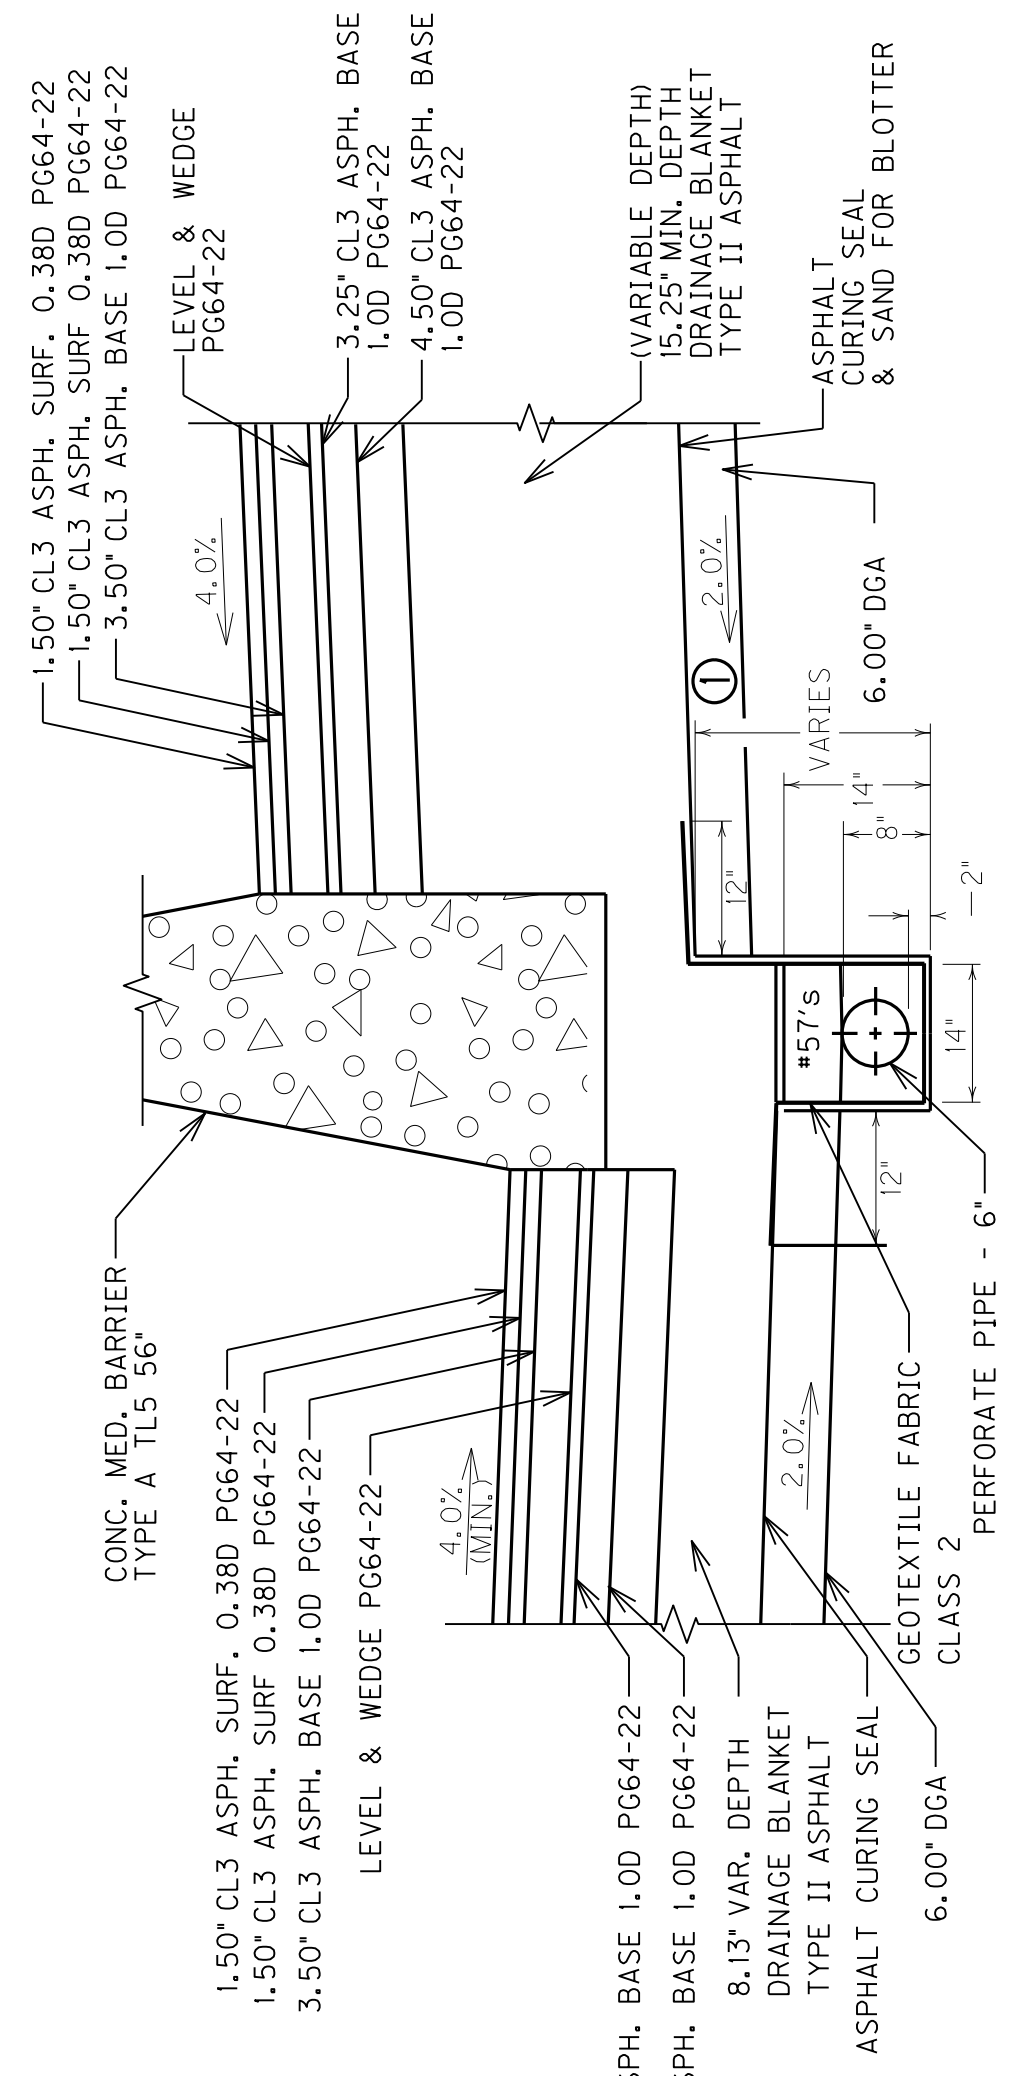 1.50" CL3 ASPH. SURF. 0.38D PG64-22
1.50" CL3 ASPH. SURF 0.38D PG64-22
3.50" CL3 ASPH. BASE 1.0D PG64-22
LEVEL & WEDGE
PG64-22
3.25" CL3 ASPH. BASE
1.0D PG64-22
4.50" CL3 ASPH. BASE
1.0D PG64-22
(VARIABLE DEPTH)
15.25" MIN. DEPTH
DRAINAGE BLANKET
TYPE II ASPHALT
ASPHALT
CURING SEAL
& SAND FOR BLOTTER
6.00" DGA
4.0%
2.0%
1
VARIES
14"
8"
2"
12"
#57's
14"
12"
CONC. MED. BARRIER
TYPE A TL5 56"
1.50" CL3 ASPH. SURF. 0.38D PG64-22
1.50" CL3 ASPH. SURF 0.38D PG64-22
3.50" CL3 ASPH. BASE 1.0D PG64-22
LEVEL & WEDGE PG64-22
4.0%
(MIN.)
2.0%
PERFORATE PIPE - 6"
GEOTEXTILE FABRIC
CLASS 2
SPH. BASE 1.0D PG64-22
SPH. BASE 1.0D PG64-22
8.13" VAR. DEPTH
DRAINAGE BLANKET
TYPE II ASPHALT
ASPHALT CURING SEAL
6.00" DGA